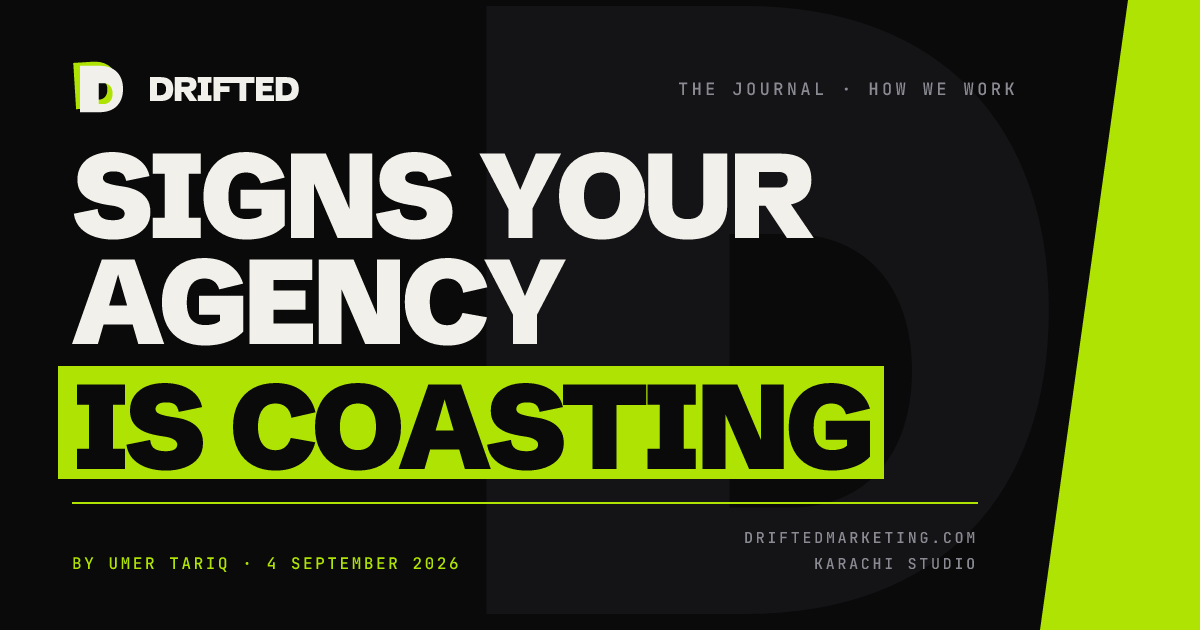 DRIFTED
THE JOURNAL · HOW WE WORK
SIGNS YOUR
AGENCY
IS COASTING
BY UMER TARIQ · 4 SEPTEMBER 2026
DRIFTEDMARKETING.COM
KARACHI STUDIO